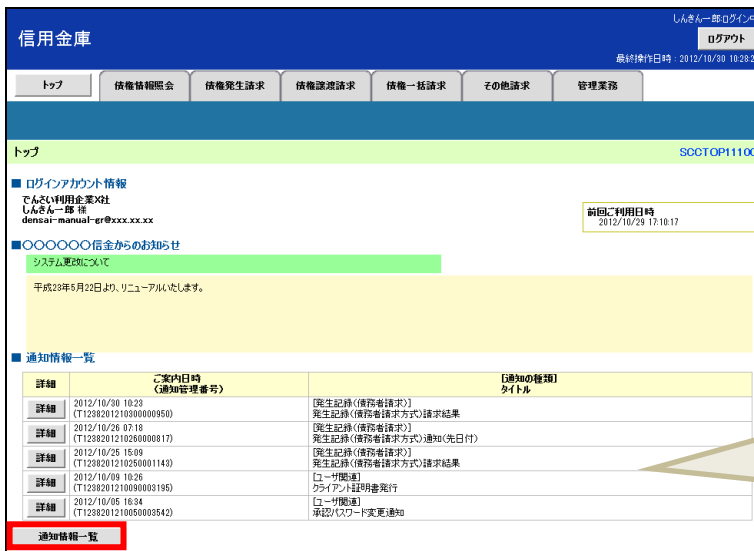 しんきん一郎:ログイン中
信用金庫
ログアウト
最終操作日時：2012/10/30 10:28:2
トップ 債権情報照会 債権発生請求 債権譲渡請求 債権一括請求 その他請求 管理業務
トップ
SCCTOP1110
■ ログインアカウント情報
でんさい利用企業X社
しんきん一郎 様
densai-manual-gr@xxx.xx.xx
前回ご利用日時
2012/10/29 17:10:17
■〇〇〇〇〇〇信金からのお知らせ
システム更改について
平成23年5月22日より、リニューアルいたします。
■ 通知情報一覧
詳細 ご案内日時 [通知の種類]
(通知管理番号) タイトル
詳細 2012/10/30 10:23 [発生記録(債務者請求)]
(T1238201210300000950) 発生記録(債務者請求方式)請求結果
詳細 2012/10/26 07:18 [発生記録(債務者請求)]
(T1238201210260000817) 発生記録(債務者請求方式)通知(先日付)
詳細 2012/10/25 15:09 [発生記録(債務者請求)]
(T1238201210250001143) 発生記録(債務者請求方式)請求結果
詳細 2012/10/09 10:26 [ユーザ関連]
(T1238201210090003195) クライアント証明書発行
詳細 2012/10/05 16:34 [ユーザ関連]
(T1238201210050003542) 承認パスワード変更通知
通知情報一覧